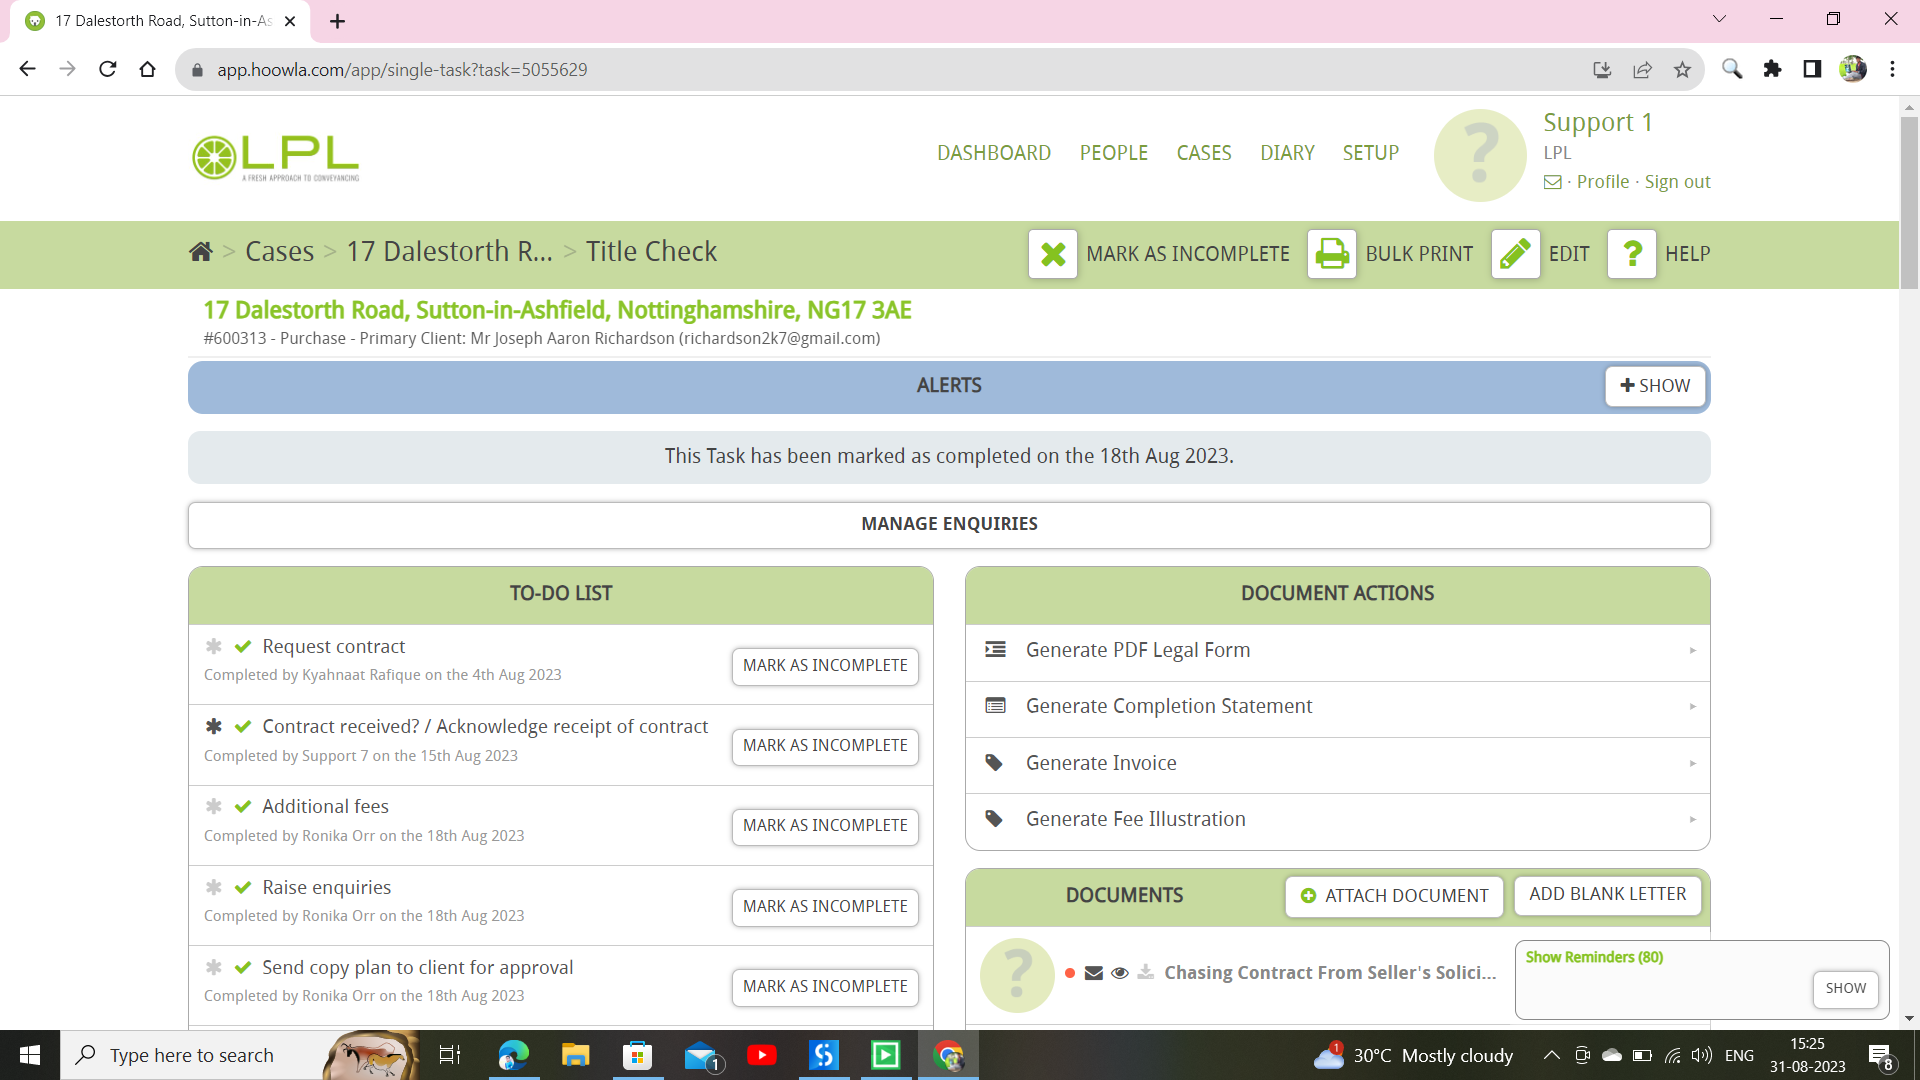 17 Dalestorth Road, Sutton-in-As
app.hoowla.com/app/single-task?task=5055629
LPL
A FRESH APPROACH TO CONVEYANCING
DASHBOARD PEOPLE CASES DIARY SETUP
Support 1
LPL
· Profile · Sign out
> Cases > 17 Dalestorth R... > Title Check
MARK AS INCOMPLETE BULK PRINT EDIT ? HELP
17 Dalestorth Road, Sutton-in-Ashfield, Nottinghamshire, NG17 3AE
#600313 - Purchase - Primary Client: Mr Joseph Aaron Richardson (richardson2k7@gmail.com)
ALERTS
SHOW
This Task has been marked as completed on the 18th Aug 2023.
MANAGE ENQUIRIES
TO-DO LIST
Request contract
Completed by Kyahnaat Rafique on the 4th Aug 2023
MARK AS INCOMPLETE
Contract received? / Acknowledge receipt of contract
Completed by Support 7 on the 15th Aug 2023
MARK AS INCOMPLETE
Additional fees
Completed by Ronika Orr on the 18th Aug 2023
MARK AS INCOMPLETE
Raise enquiries
Completed by Ronika Orr on the 18th Aug 2023
MARK AS INCOMPLETE
Send copy plan to client for approval
Completed by Ronika Orr on the 18th Aug 2023
MARK AS INCOMPLETE
DOCUMENT ACTIONS
Generate PDF Legal Form
Generate Completion Statement
Generate Invoice
Generate Fee Illustration
DOCUMENTS
ATTACH DOCUMENT
ADD BLANK LETTER
Chasing Contract From Seller's Solici...
Show Reminders (80)
SHOW
Type here to search
1
1
30°C Mostly cloudy
ENG
15:25
31-08-2023
8